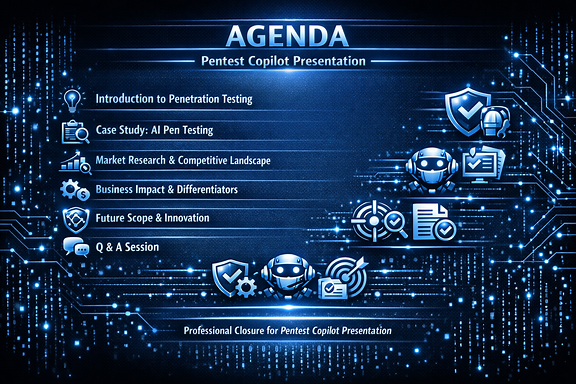 AGENDA
Pentest Copilot Presentation
Introduction to Penetration Testing
Case Study: AI Pen Testing
Market Research & Competitive Landscape
Business Impact & Differentiators
Future Scope & Innovation
Q & A Session
Professional Closure for Pentest Copilot Presentation